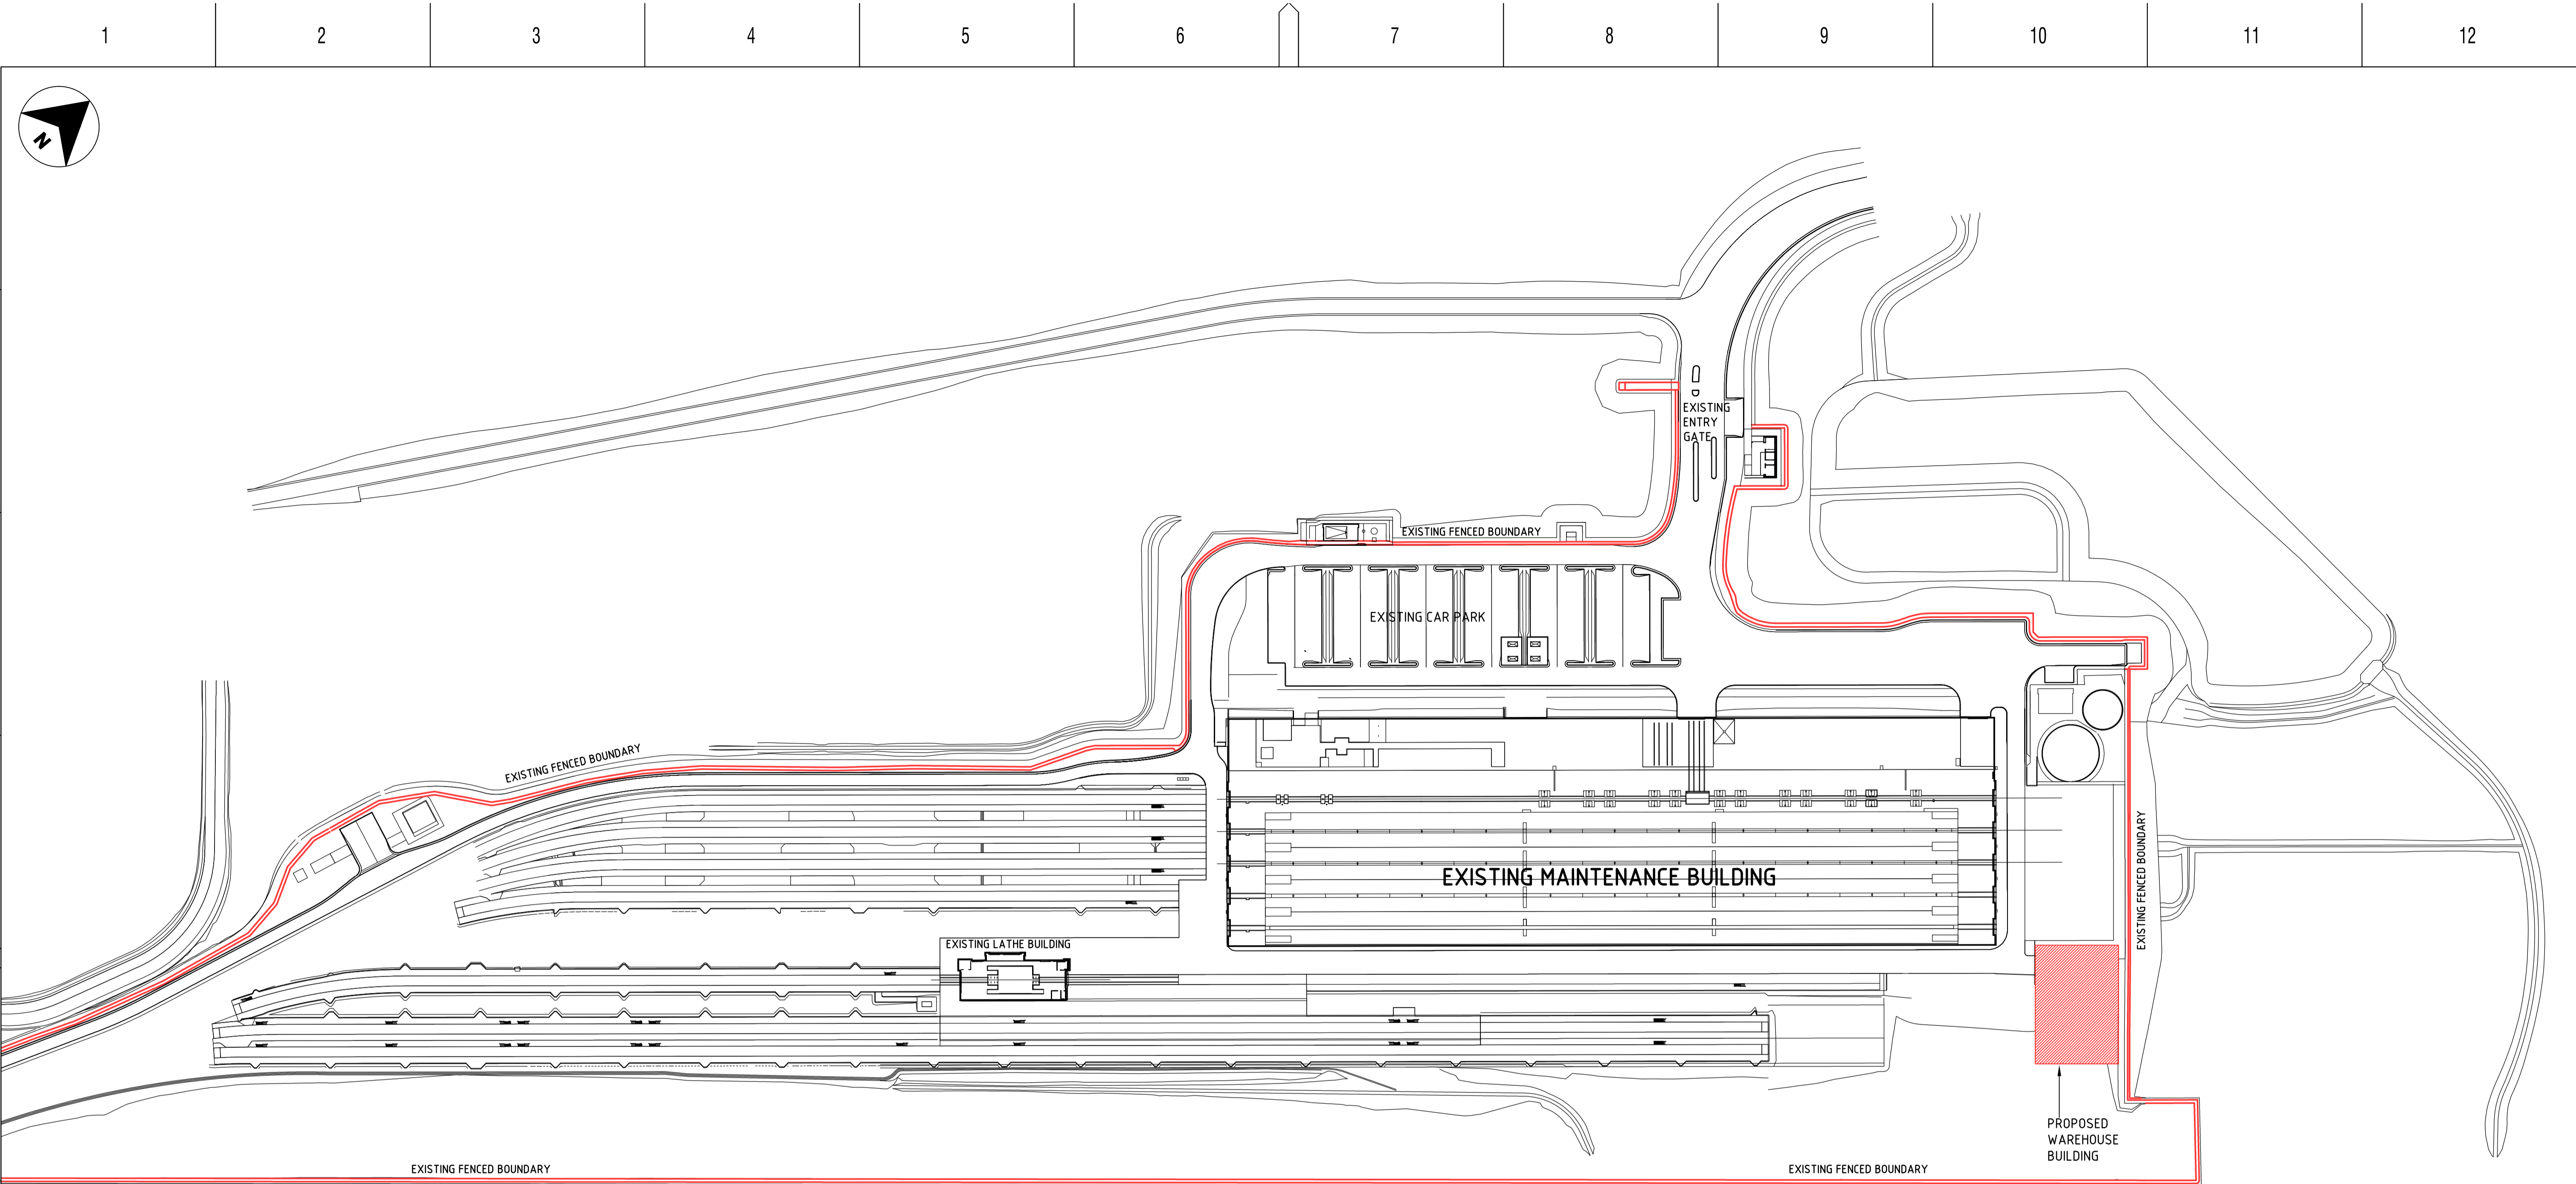 1 2 3 4 5 6 7 8 9 10 11 12
N
EXISTING
ENTRY
GATE
EXISTING FENCED BOUNDARY
EXISTING CAR PARK
EXISTING FENCED BOUNDARY
EXISTING MAINTENANCE BUILDING
EXISTING FENCED BOUNDARY
EXISTING LATHE BUILDING
PROPOSED
WAREHOUSE
BUILDING
EXISTING FENCED BOUNDARY
EXISTING FENCED BOUNDARY